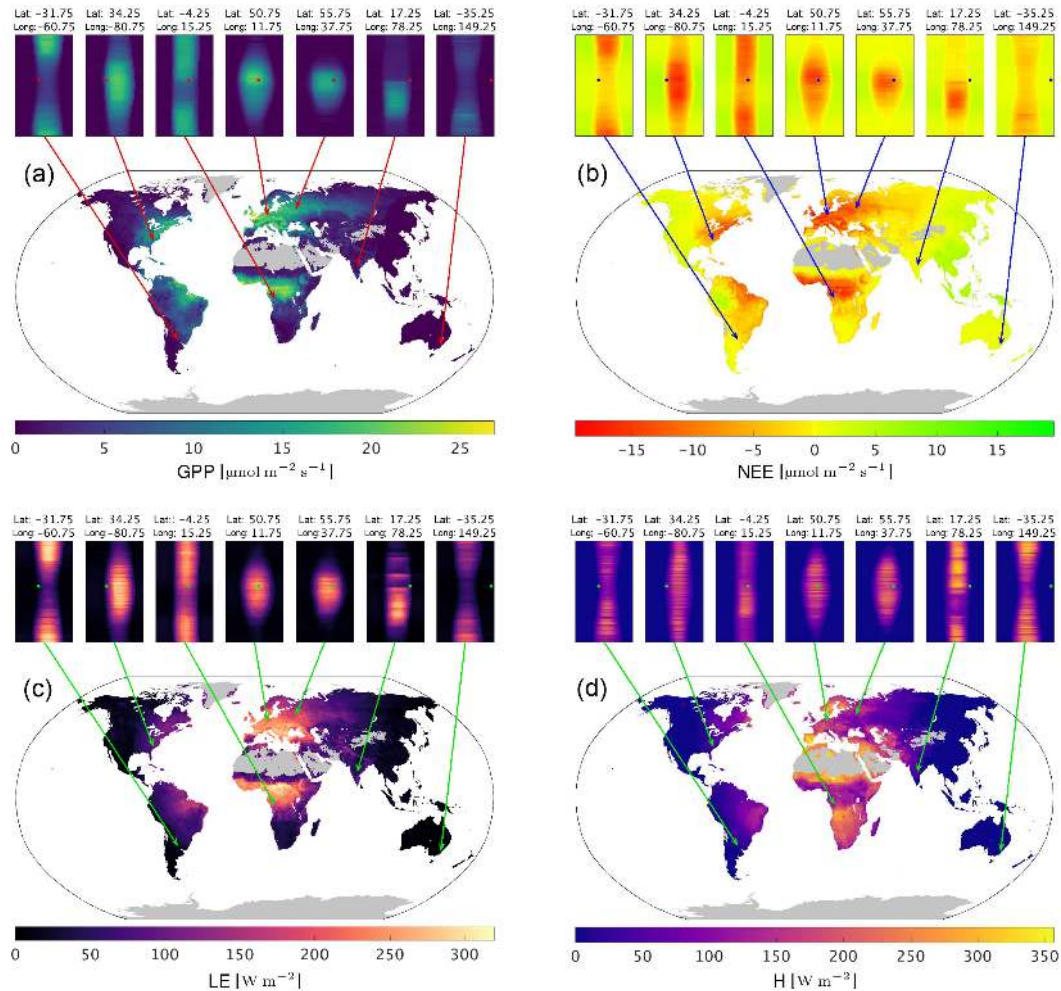 Lat: −31.75 Lat: 34.25 Lat: −4.25 Lat: 50.75 Lat: 55.75 Lat: 17.25 Lat: −35.25
Long: −60.75 Long: −80.75 Long: 15.25 Long: 11.75 Long: 37.75 Long: 78.25 Long: 149.25
(a)
0 5 10 15 20 25
GPP [μmol m⁻² s⁻¹]
Lat: −31.75 Lat: 34.25 Lat: −4.25 Lat: 50.75 Lat: 55.75 Lat: 17.25 Lat: −35.25
Long: −60.75 Long: −80.75 Long: 15.25 Long: 11.75 Long: 37.75 Long: 78.25 Long: 149.25
(b)
−15 −10 −5 0 5 10 15
NEE [μmol m⁻² s⁻¹]
Lat: −31.75 Lat: 34.25 Lat: −4.25 Lat: 50.75 Lat: 55.75 Lat: 17.25 Lat: −35.25
Long: −60.75 Long: −80.75 Long: 15.25 Long: 11.75 Long: 37.75 Long: 78.25 Long: 149.25
(c)
0 50 100 150 200 250 300
LE [W m⁻²]
Lat: −31.75 Lat: 34.25 Lat: −4.25 Lat: 50.75 Lat: 55.75 Lat: 17.25 Lat: −35.25
Long: −60.75 Long: −80.75 Long: 15.25 Long: 11.75 Long: 37.75 Long: 78.25 Long: 149.25
(d)
0 50 100 150 200 250 300 350
H [W m⁻²]